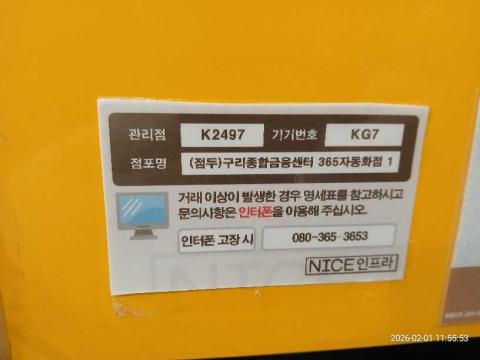 관리점 K2497 기기번호 KG7
점포명 (점두)구리종합금융센터 365자동화점 1
거래 이상이 발생한 경우 명세표를 참고하시고
문의사항은 인터폰을 이용해 주십시오.
인터폰 고장 시 080-365-3653
NICE인프라
2026-02-01 11:55:53